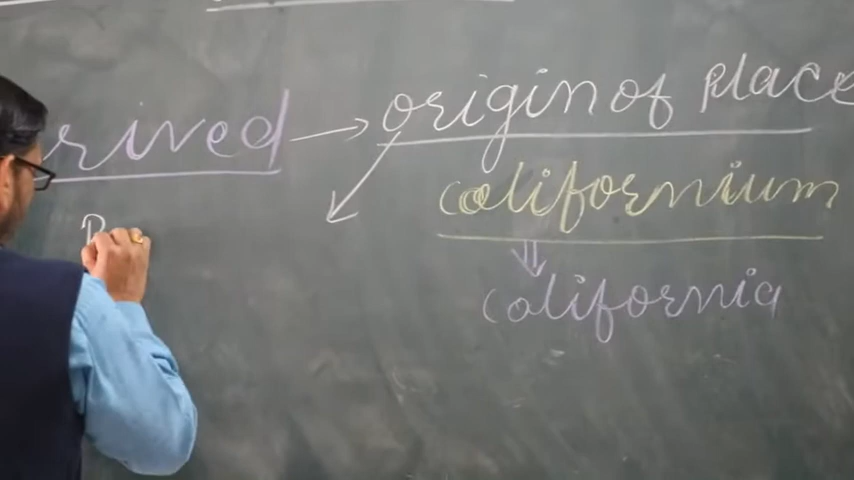 rived → origin of place
californium
california
P